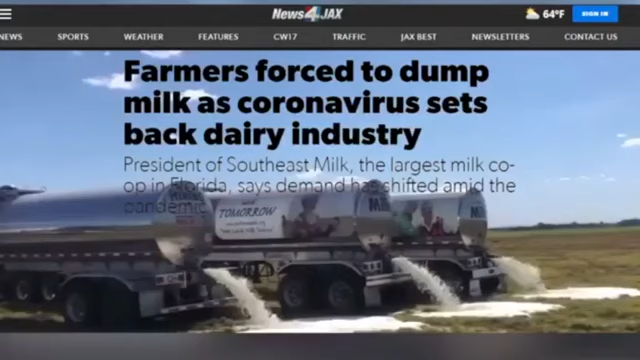 News4JAX
64°F
SIGN IN
NEWS SPORTS WEATHER FEATURES CW17 TRAFFIC JAX BEST NEWSLETTERS CONTACT US
Farmers forced to dump
milk as coronavirus sets
back dairy industry
President of Southeast Milk, the largest milk co-
op in Florida, says demand has shifted amid the
pandemic
TOMORROW